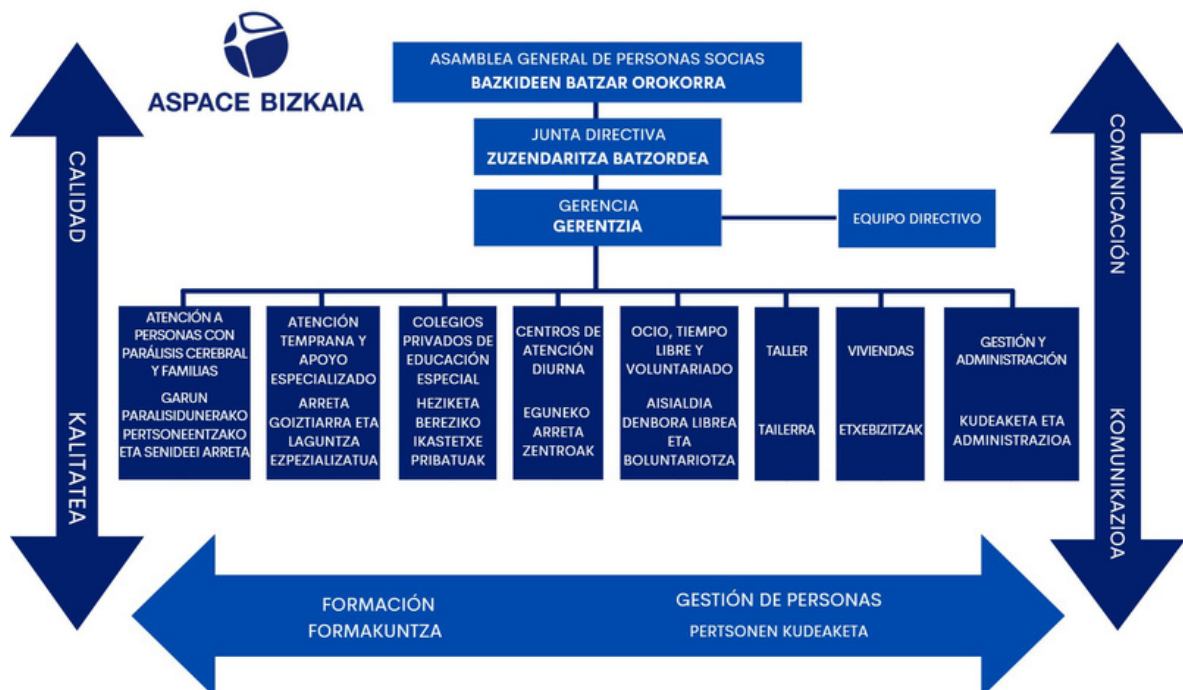 ASPACE BIZKAIA
ASAMBLEA GENERAL DE PERSONAS SOCIAS
BAZKIDEEN BATZAR OROKORRA
JUNTA DIRECTIVA
ZUZENDARITZA BATZORDEA
GERENCIA
GERENTZIA
EQUIPO DIRECTIVO
CALIDAD
KALITATEA
ATENCIÓN A
PERSONAS CON
PARÁLISIS CEREBRAL
Y FAMILIAS
GARUN
PARALISIDUNERAKO
PERTSONEENTZAKO
ETA SENIDEEI ARRETA
ATENCIÓN
TEMPRANA Y
APOYO
ESPECIALIZADO
ARRETA
GOIZTIARRA ETA
LAGUNTZA
EZPEZIALIZATUA
COLEGIOS
PRIVADOS DE
EDUCACIÓN
ESPECIAL
HEZIKETA
BEREZIKO
IKASTETXE
PRIBATUAK
CENTROS DE
ATENCIÓN
DIURNA
EGUNEKO
ARRETA
ZENTROAK
OCIO, TIEMPO
LIBRE Y
VOLUNTARIADO
AISIALDIA
DENBORA LIBREA
ETA
BOLUNTARIOTZA
TALLER
TAILERRA
VIVIENDAS
ETXEBIZITZAK
GESTIÓN Y
ADMINISTRACIÓN
KUDEAKETA ETA
ADMINISTRAZIOA
COMUNICACIÓN
KOMUNIKAZIOA
FORMACIÓN
FORMAKUNTZA
GESTIÓN DE PERSONAS
PERTSONEN KUDEAKETA